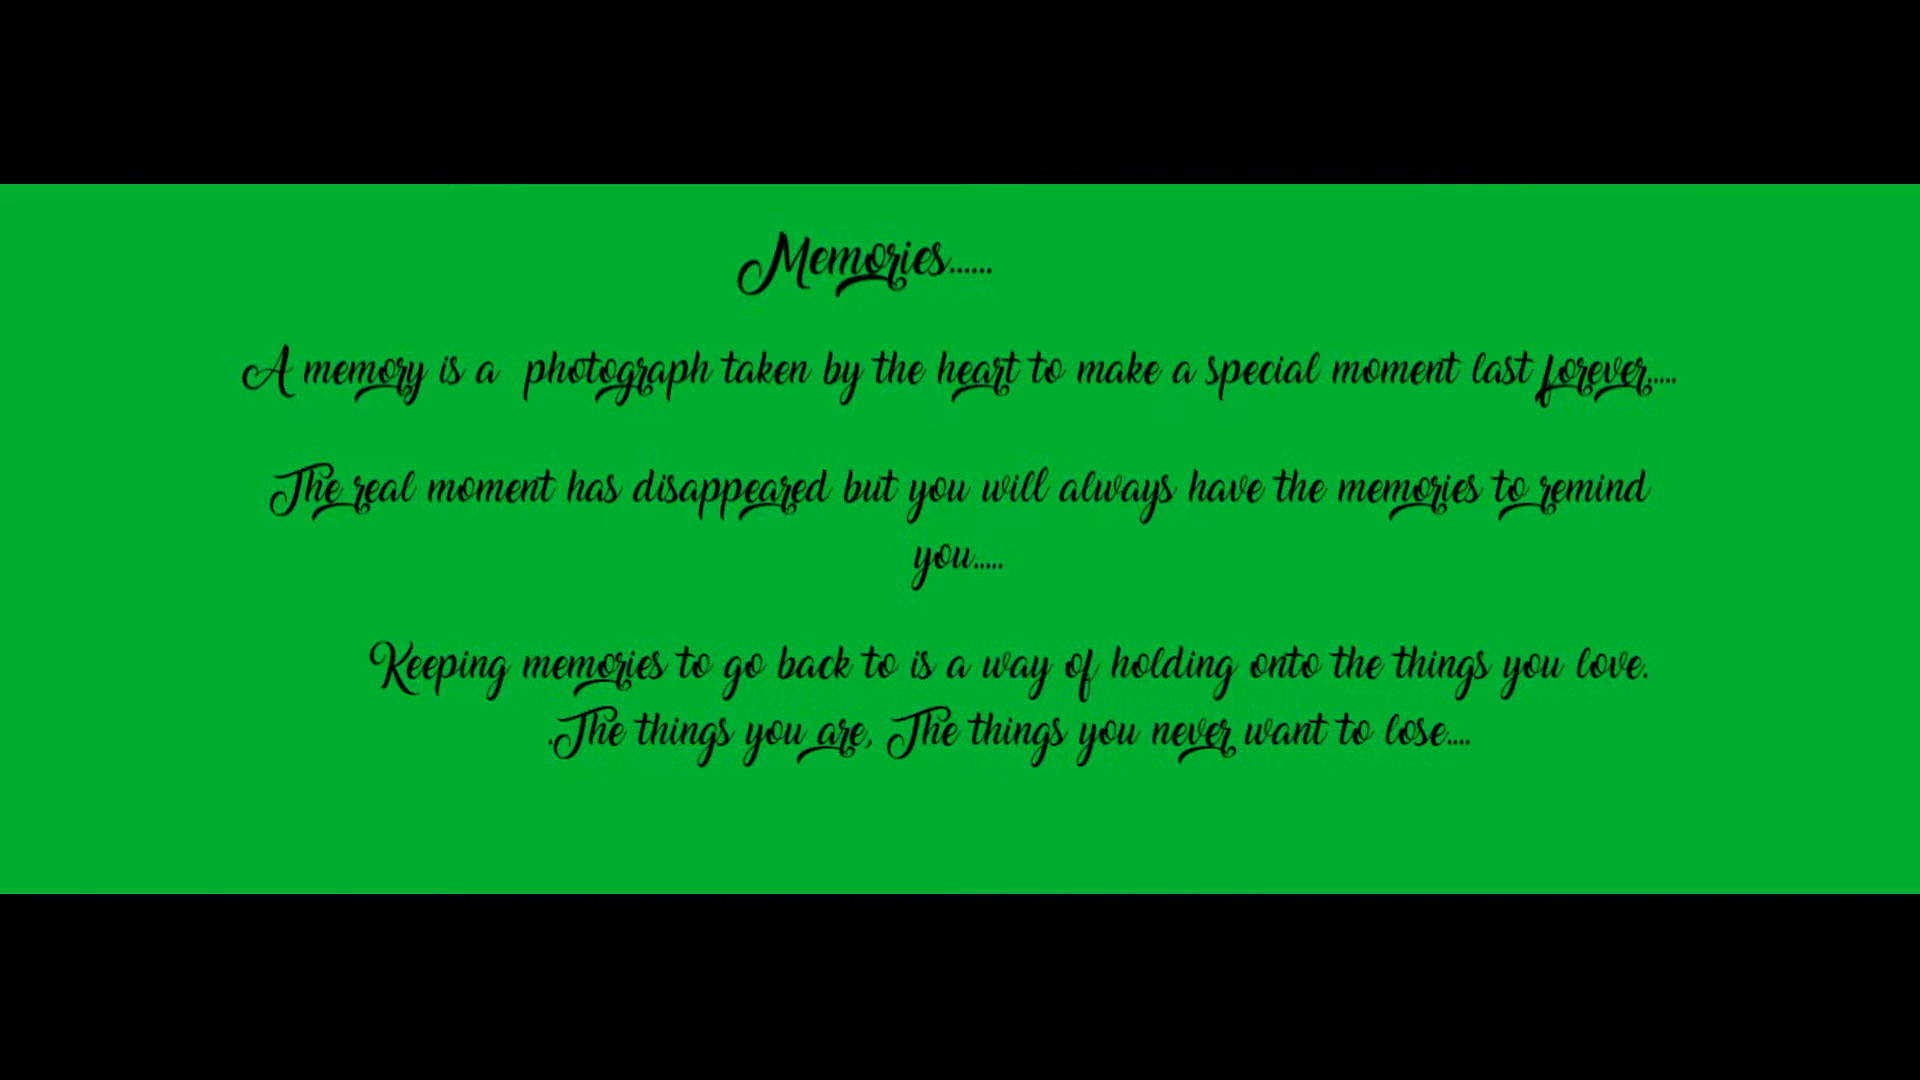 Memories......
A memory is a photograph taken by the heart to make a special moment last forever.....
The real moment has disappeared but you will always have the memories to remind
you.....
Keeping memories to go back to is a way of holding onto the things you love.
.The things you are, The things you never want to lose....